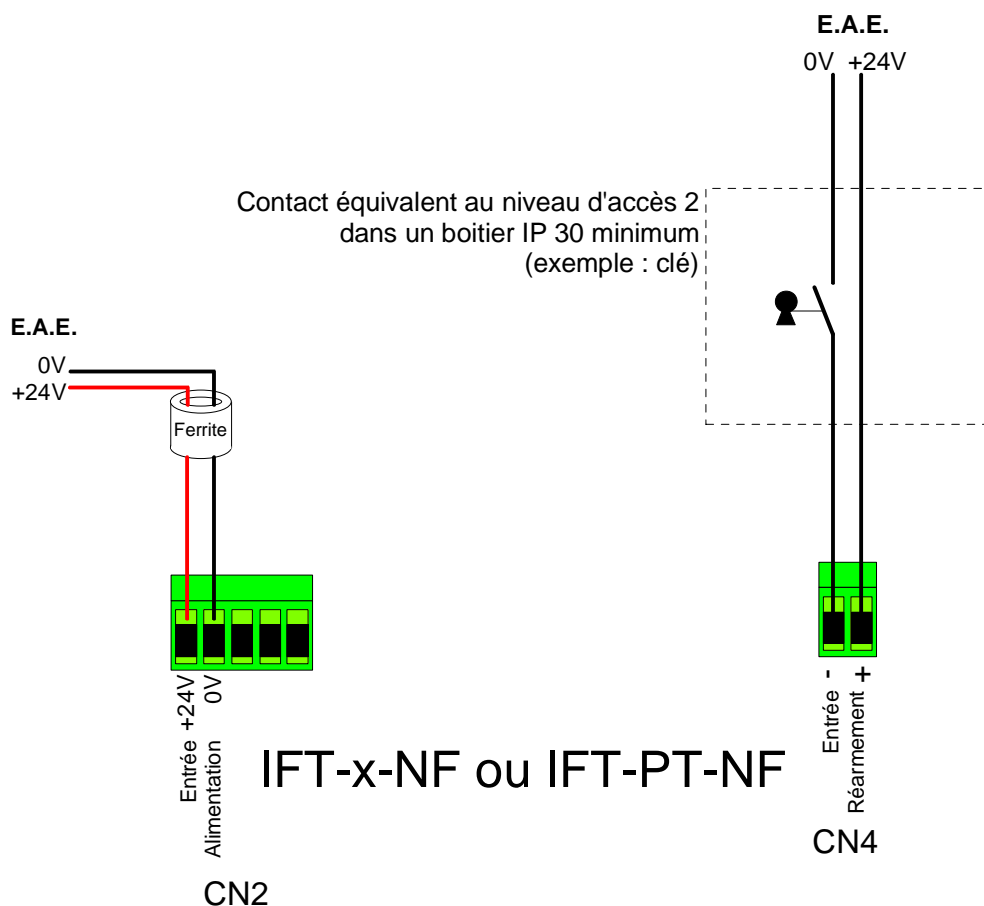 E.A.E.
0V +24V
Contact équivalent au niveau d'accès 2
dans un boitier IP 30 minimum
(exemple : clé)
E.A.E.
0V
+24V
Ferrite
Entrée +24V
Alimentation 0V
CN2
IFT-x-NF ou IFT-PT-NF
Entrée -
Réarmement +
CN4